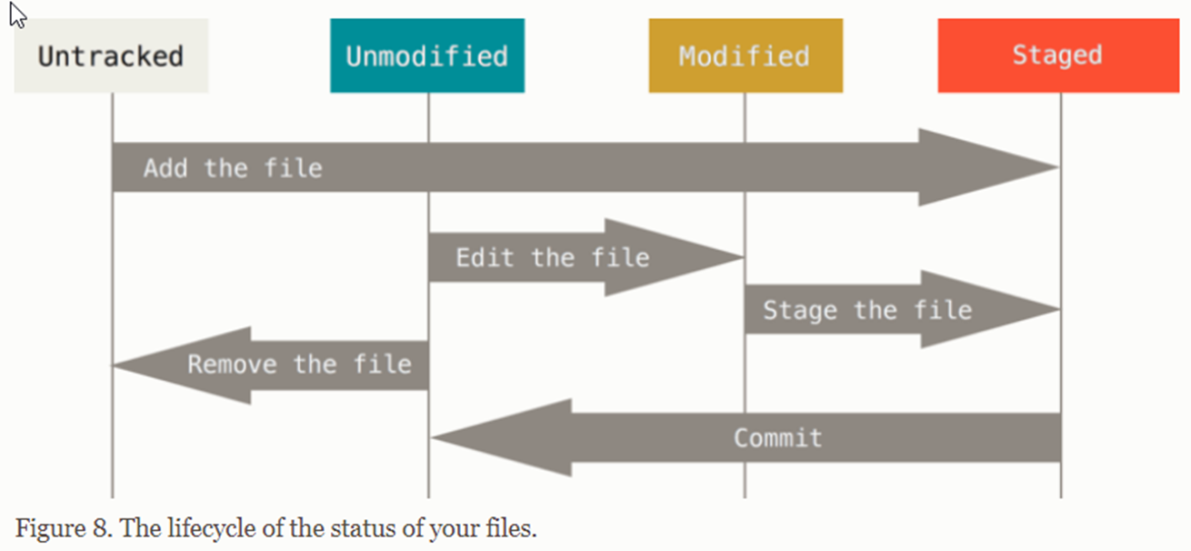 Untracked
Unmodified
Modified
Staged
Add the file
Edit the file
Stage the file
Remove the file
Commit
Figure 8. The lifecycle of the status of your files.